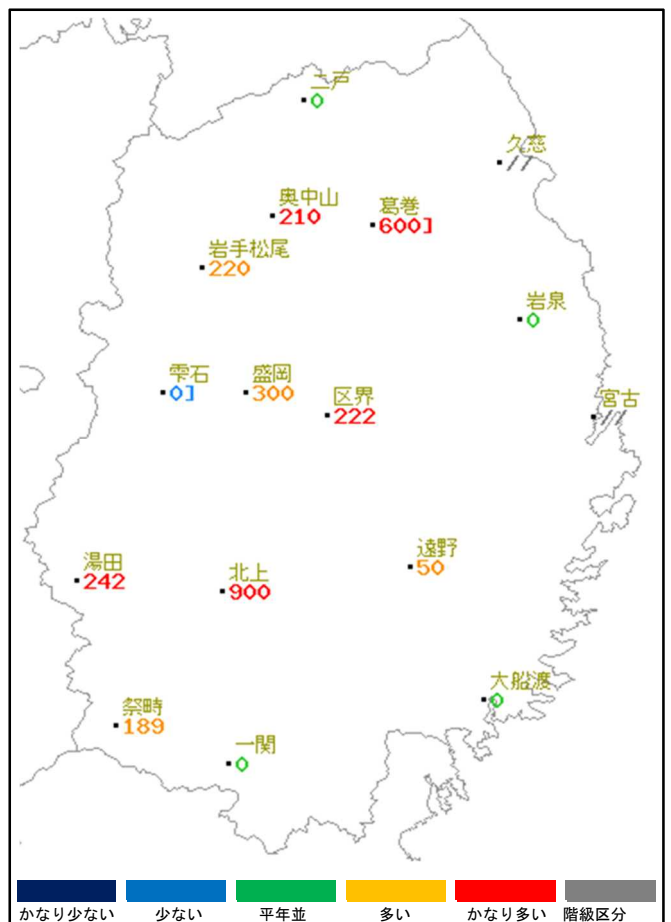 二戸
0
久慈
//
奥中山
210
葛巻
600]
岩手松尾
220
岩泉
0
雫石
0]
盛岡
300
区界
222
宮古
//
湯田
242
北上
900
遠野
50
大船渡
0
祭畤
189
一関
0
かなり少ない 少ない 平年並 多い かなり多い 階級区分